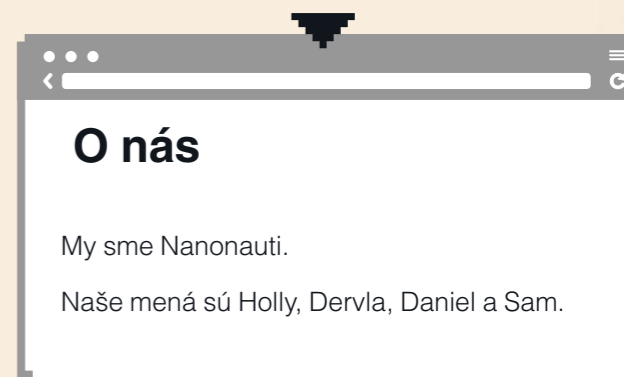 O nás
My sme Nanonauti.
Naše mená sú Holly, Dervla, Daniel a Sam.